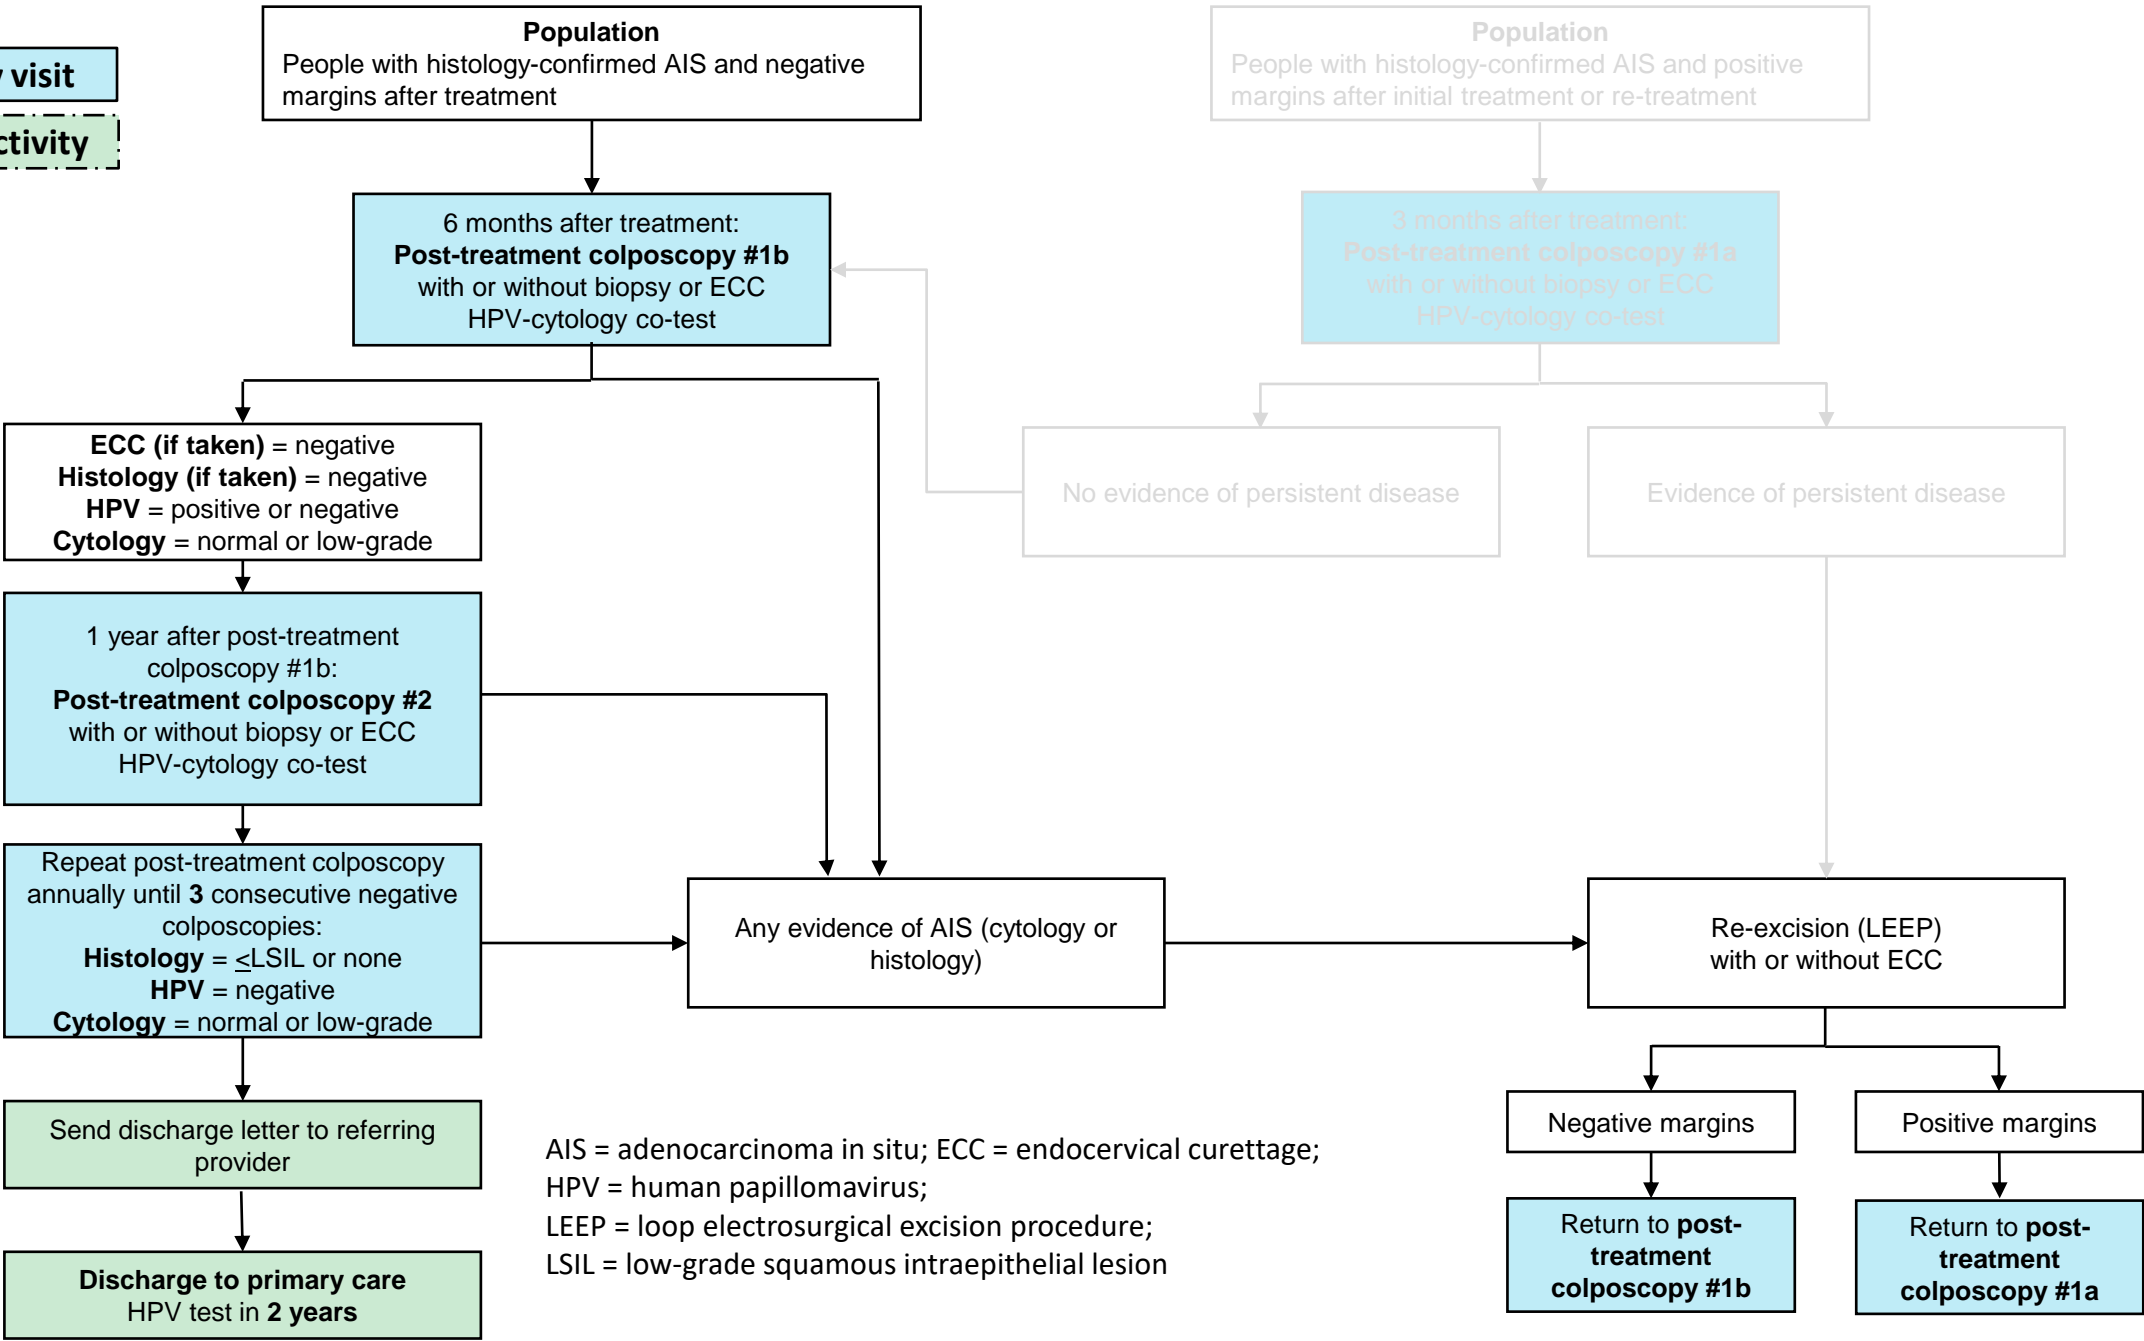 visit
Population
People with histology-confirmed AIS and negative
margins after treatment
Population
People with histology-confirmed AIS and positive
margins after initial treatment or re-treatment
6 months after treatment:
Post-treatment colposcopy #1b
with or without biopsy or ECC
HPV-cytology co-test
3 months after treatment:
Post-treatment colposcopy #1a
with or without biopsy or ECC
HPV-cytology co-test
ECC (if taken) = negative
Histology (if taken) = negative
HPV = positive or negative
Cytology = normal or low-grade
No evidence of persistent disease
Evidence of persistent disease
1 year after post-treatment
colposcopy #1b:
Post-treatment colposcopy #2
with or without biopsy or ECC
HPV-cytology co-test
Repeat post-treatment colposcopy
annually until 3 consecutive negative
colposcopies:
Histology = <LSIL or none
HPV = negative
Cytology = normal or low-grade
Any evidence of AIS (cytology or
histology)
Re-excision (LEEP)
with or without ECC
Send discharge letter to referring
provider
Negative margins
Positive margins
Discharge to primary care
HPV test in 2 years
AIS = adenocarcinoma in situ; ECC = endocervical curettage;
HPV = human papillomavirus;
LEEP = loop electrosurgical excision procedure;
LSIL = low-grade squamous intraepithelial lesion
Return to post-
treatment
colposcopy #1b
Return to post-
treatment
colposcopy #1a